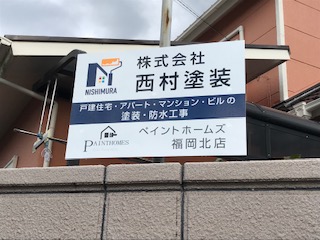 株式会社
西村塗装
NISHIMURA
戸建住宅・アパート・マンション・ビルの
塗装・防水工事
PAINTHOMES
ペイントホームズ
福岡北店